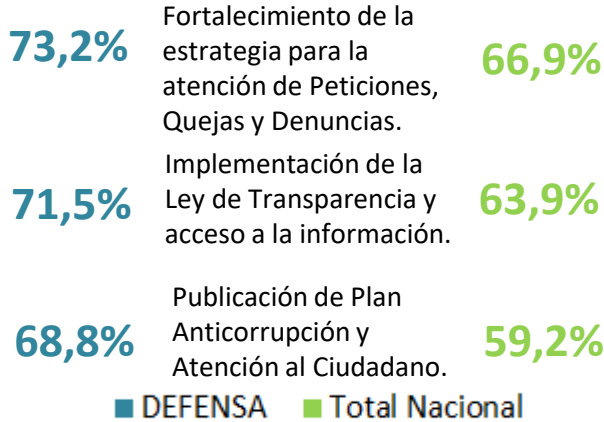 73,2%
Fortalecimiento de la
estrategia para la
atención de Peticiones,
Quejas y Denuncias.
66,9%
71,5%
Implementación de la
Ley de Transparencia y
acceso a la información.
63,9%
68,8%
Publicación de Plan
Anticorrupción y
Atención al Ciudadano.
59,2%
DEFENSA
Total Nacional